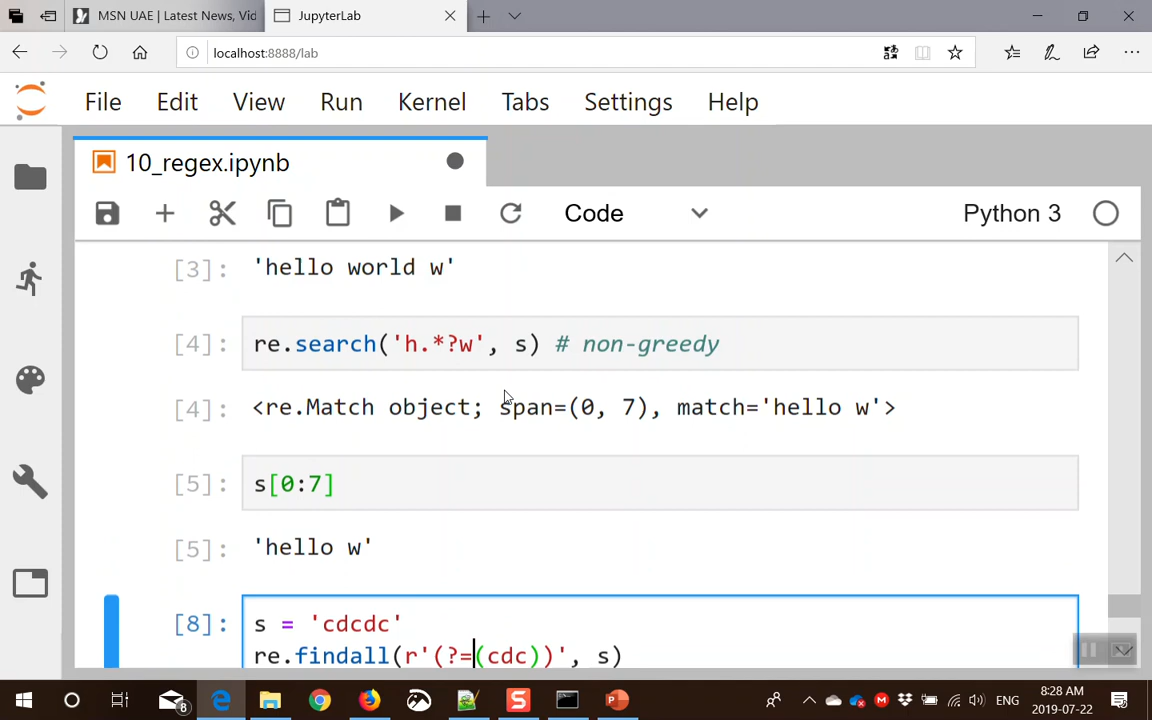 MSN UAE | Latest News, Vid
JupyterLab
localhost:8888/lab
File Edit View Run Kernel Tabs Settings Help
10_regex.ipynb
Code Python 3
[3]: 'hello world w'
[4]: re.search('h.*?w', s) # non-greedy
[4]: <re.Match object; span=(0, 7), match='hello w'>
[5]: s[0:7]
[5]: 'hello w'
[8]: s = 'cdcdc'
re.findall(r'(?=(cdc))', s)
8
ENG
8:28 AM
2019-07-22